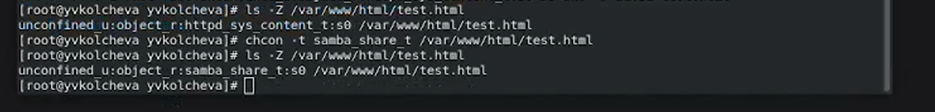 [root@yvkolcheva yvkolcheva]# ls -Z /var/www/html/test.html
unconfined_u:object_r:httpd_sys_content_t:s0 /var/www/html/test.html
[root@yvkolcheva yvkolcheva]# chcon -t samba_share_t /var/www/html/test.html
[root@yvkolcheva yvkolcheva]# ls -Z /var/www/html/test.html
unconfined_u:object_r:samba_share_t:s0 /var/www/html/test.html
[root@yvkolcheva yvkolcheva]#